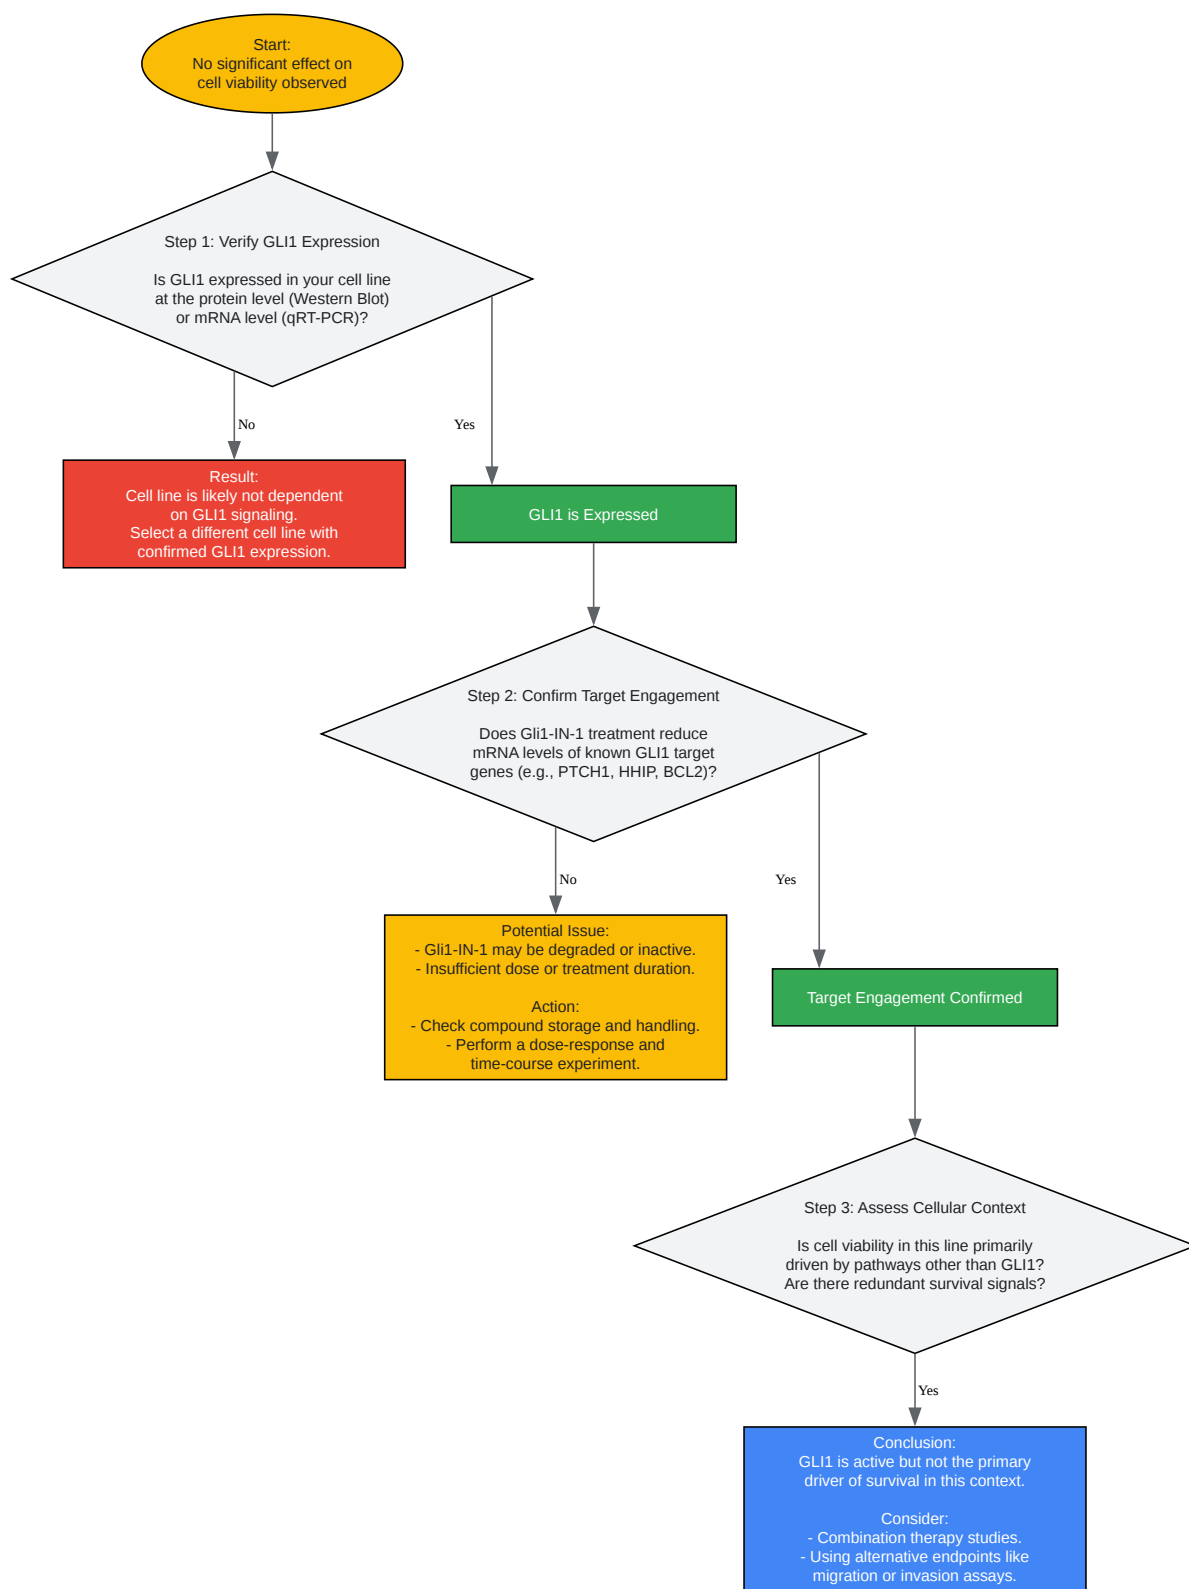 Start:
No significant effect on
cell viability observed
Step 1: Verify GLI1 Expression
Is GLI1 expressed in your cell line
at the protein level (Western Blot)
or mRNA level (qRT-PCR)?
No
Yes
Result:
Cell line is likely not dependent
on GLI1 signaling.
Select a different cell line with
confirmed GLI1 expression.
GLI1 is Expressed
Step 2: Confirm Target Engagement
Does Gli1-IN-1 treatment reduce
mRNA levels of known GLI1 target
genes (e.g., PTCH1, HHIP, BCL2)?
No
Yes
Potential Issue:
- Gli1-IN-1 may be degraded or inactive.
- Insufficient dose or treatment duration.
Action:
- Check compound storage and handling.
- Perform a dose-response and
time-course experiment.
Target Engagement Confirmed
Step 3: Assess Cellular Context
Is cell viability in this line primarily
driven by pathways other than GLI1?
Are there redundant survival signals?
Yes
Conclusion:
GLI1 is active but not the primary
driver of survival in this context.
Consider:
- Combination therapy studies.
- Using alternative endpoints like
migration or invasion assays.